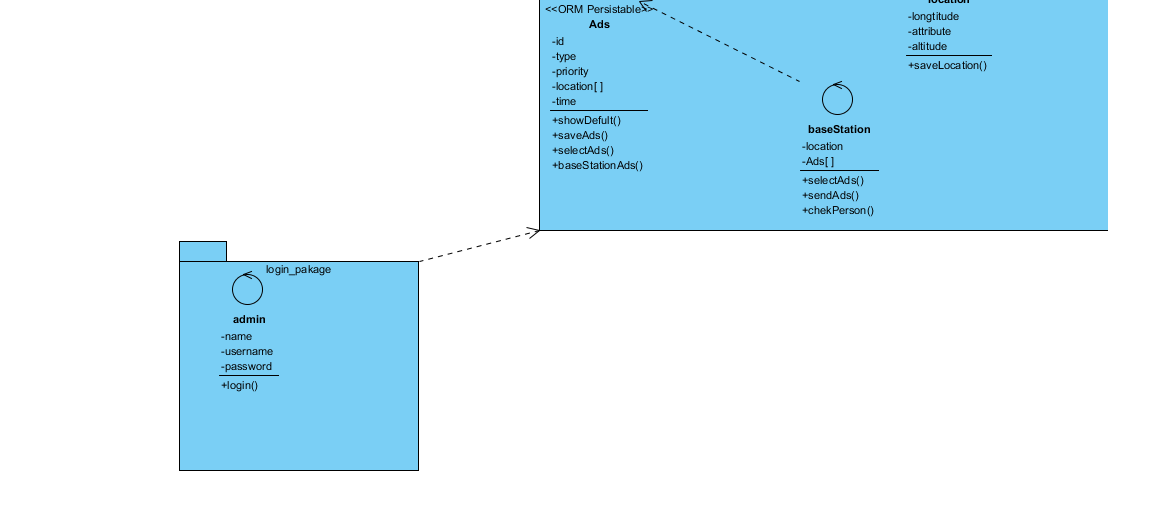 <<ORM Persistable>>
Ads
-id
-type
-priority
-location[ ]
-time
+showDefult()
+saveAds()
+selectAds()
+baseStationAds()
location
-longtitude
-attribute
-altitude
+saveLocation()
baseStation
-location
-Ads[ ]
+selectAds()
+sendAds()
+chekPerson()
login_pakage
admin
-name
-username
-password
+login()